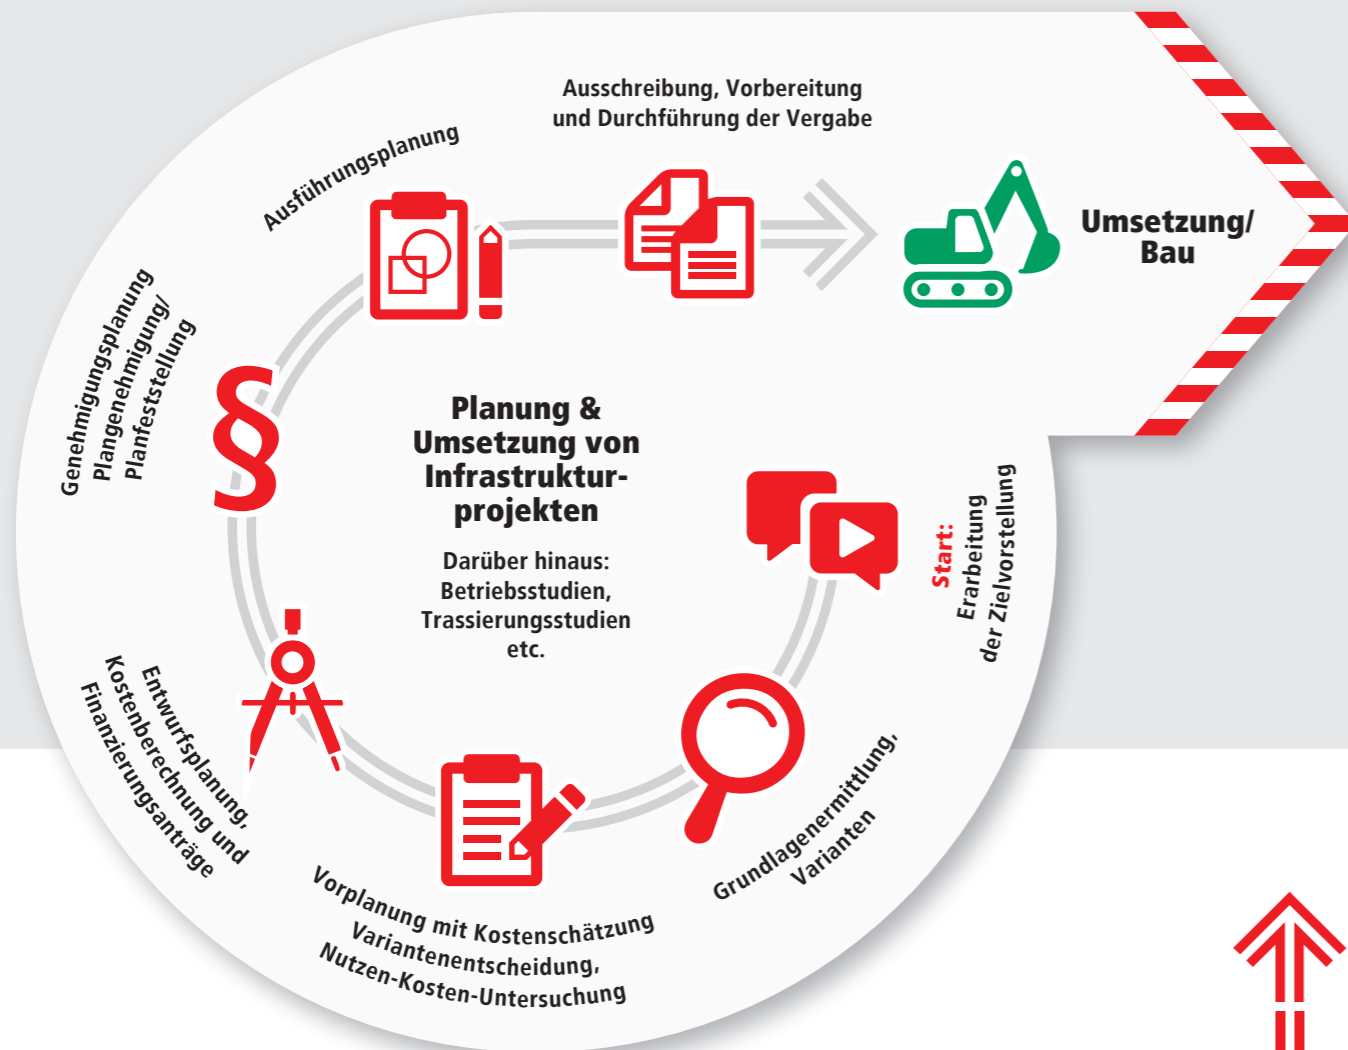 Ausschreibung, Vorbereitung
und Durchführung der Vergabe
Ausführungsplanung
Umsetzung/
Bau
Genehmigungsplanung
Plangenehmigung/
Planfeststellung
§
Planung &
Umsetzung von
Infrastruktur-
projekten
Darüber hinaus:
Betriebsstudien,
Trassierungsstudien
etc.
Start:
Erarbeitung
der Zielvorstellung
Entwurfsplanung,
Kostenberechnung und
Finanzierungsanträge
Grundlagenermittlung,
Varianten
Vorplanung mit Kostenschätzung
Variantenentscheidung,
Nutzen-Kosten-Untersuchung